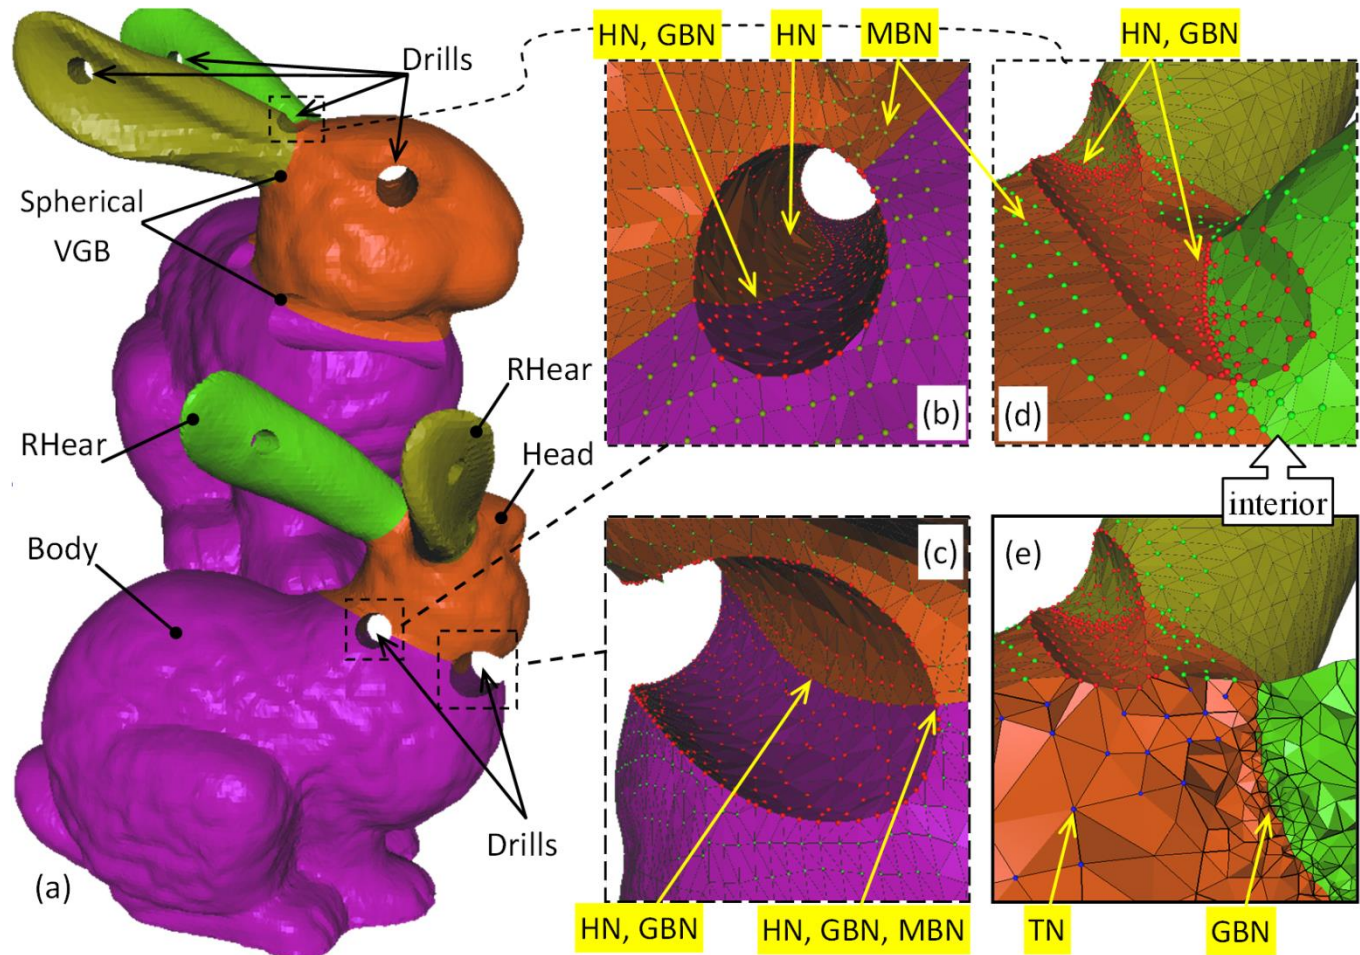 Drills
Spherical
VGB
RHear
RHear
Head
Body
Drills
(a)
HN, GBN
HN
MBN
(b)
HN, GBN
(d)
interior
(c)
HN, GBN
HN, GBN, MBN
(e)
TN
GBN